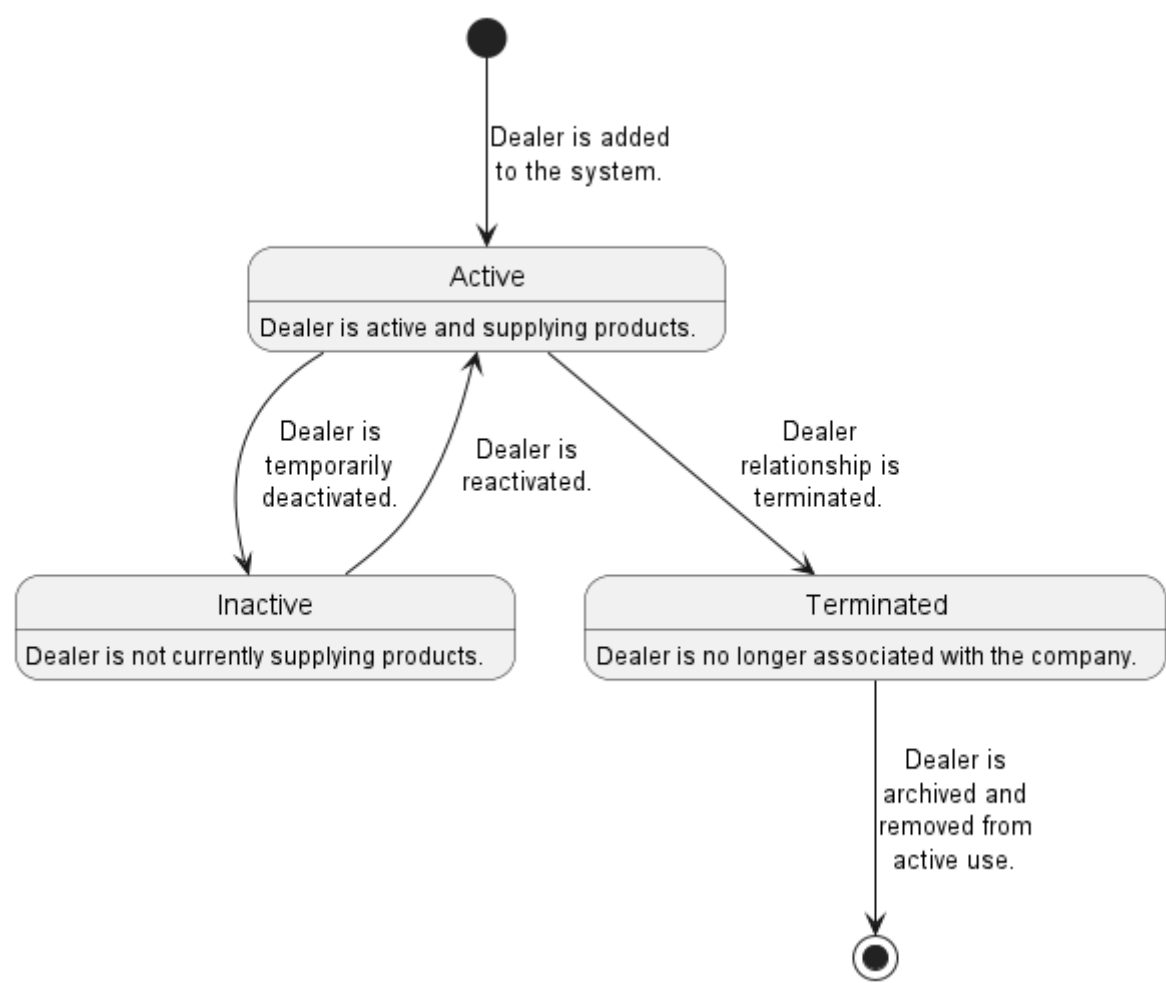 Dealer is added
to the system.
Active
Dealer is active and supplying products.
Dealer is
temporarily
deactivated.
Dealer is
reactivated.
Dealer
relationship is
terminated.
Inactive
Dealer is not currently supplying products.
Terminated
Dealer is no longer associated with the company.
Dealer is
archived and
removed from
active use.